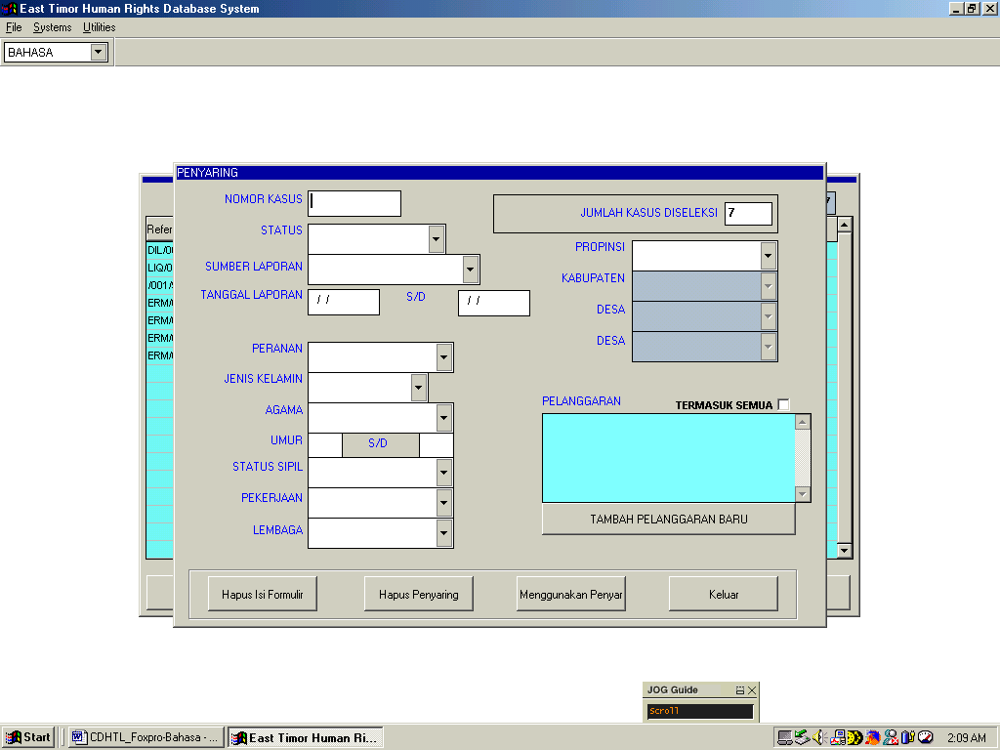 East Timor Human Rights Database System
File Systems Utilities
BAHASA
PENYARING
NOMOR KASUS
JUMLAH KASUS DISELEKSI 7
STATUS
SUMBER LAPORAN
TANGGAL LAPORAN / / S/D / /
PROPINSI
KABUPATEN
DESA
DESA
PERANAN
JENIS KELAMIN
AGAMA
UMUR S/D
STATUS SIPIL
PEKERJAAN
LEMBAGA
PELANGGARAN TERMASUK SEMUA
TAMBAH PELANGGARAN BARU
Refer
DIL/0
LIQ/0
/001/
ERM/
ERM/
ERM/
ERM/
7
Hapus Isi Formulir Hapus Penyaring Menggunakan Penyar Keluar
JOG Guide
scroll
Start CDHTL_Foxpro-Bahasa - ... East Timor Human Ri... 2:09 AM